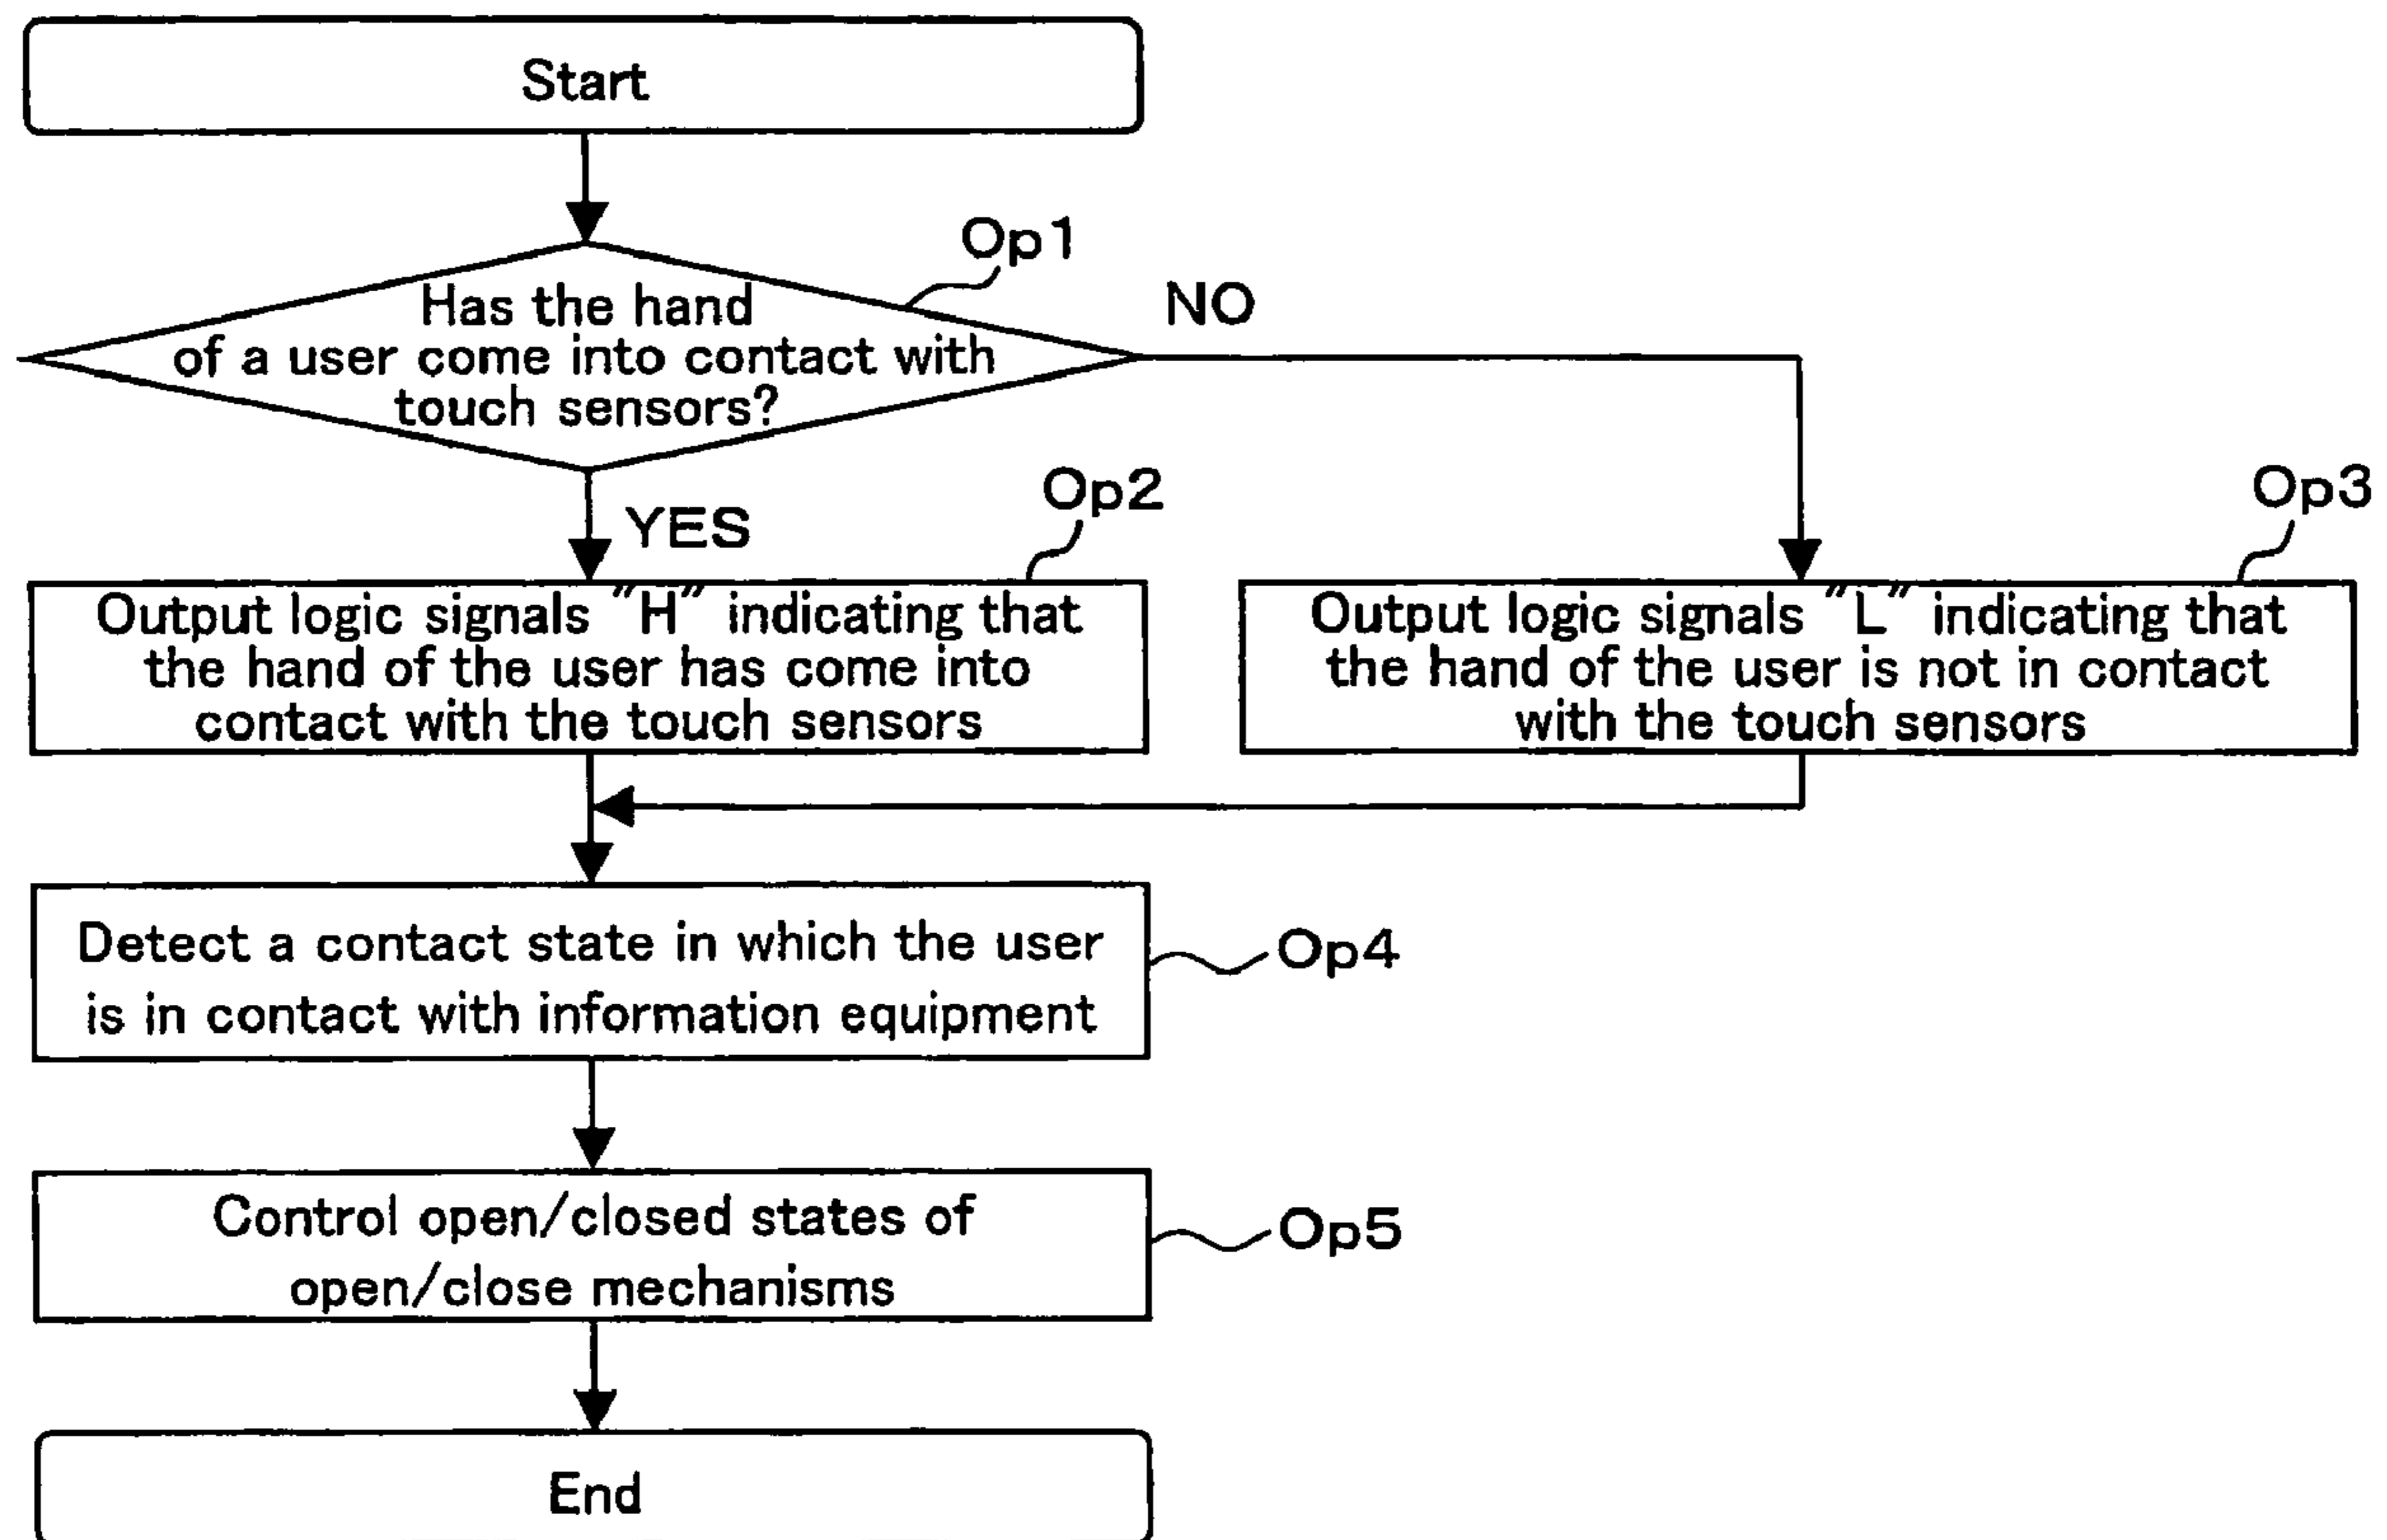 Start
Op1
Has the hand
of a user come into contact with
touch sensors?
NO
YES
Op2
Output logic signals "H" indicating that
the hand of the user has come into
contact with the touch sensors
Op3
Output logic signals "L" indicating that
the hand of the user is not in contact
with the touch sensors
Detect a contact state in which the user
is in contact with information equipment
Op4
Control open/closed states of
open/close mechanisms
Op5
End